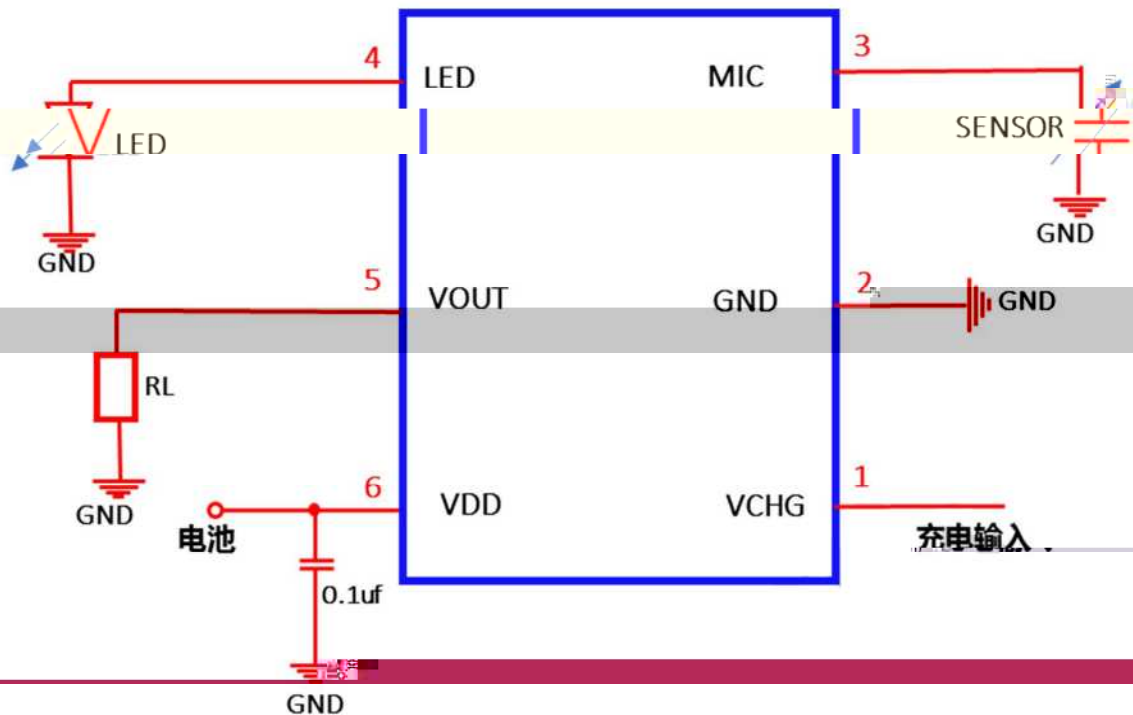 4
LED
MIC
3
LED
SENSOR
GND
GND
5
VOUT
GND
2
GND
RL
GND
6
VDD
VCHG
1
电池
充电输入
0.1uf
GND